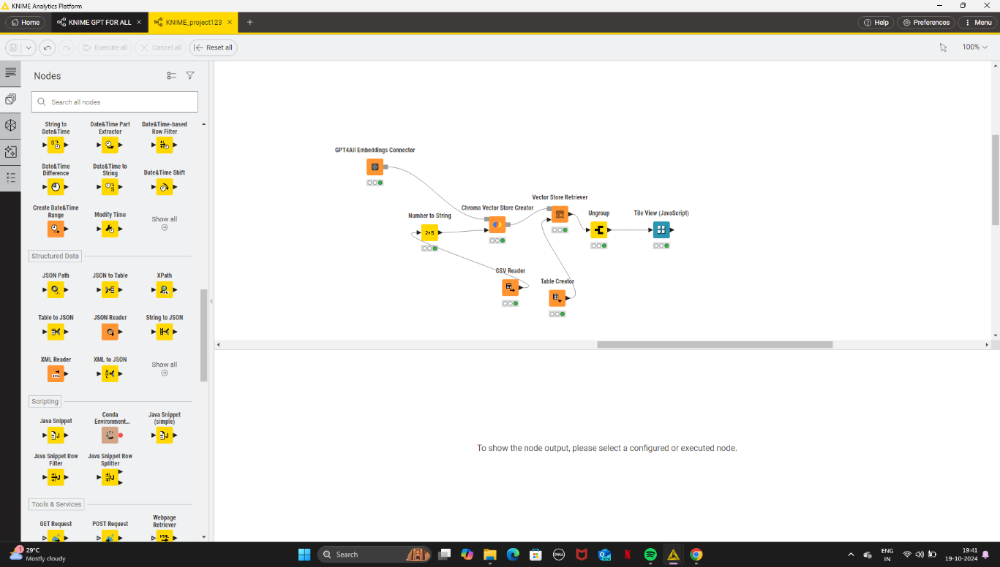 KNIME Analytics Platform
Home
KNIME GPT FOR ALL
KNIME_project123
Help
Preferences
Menu
Execute all
Cancel all
Reset all
100%
Nodes
Search all nodes
String to
Date&Time
Date&Time Part
Extractor
Date&Time-based
Row Filter
Date&Time
Difference
Date&Time to
String
Date&Time Shift
Create Date&Time
Range
Modify Time
Show all
Structured Data
JSON Path
JSON to Table
XPath
Table to JSON
JSON Reader
String to JSON
XML Reader
XML to JSON
Show all
Scripting
Java Snippet
Conda
Environment...
Java Snippet
(simple)
Java Snippet Row
Filter
Java Snippet Row
Splitter
Tools & Services
GET Request
POST Request
Webpage
Retriever
GPT4All Embeddings Connector
Number to String
Chroma Vector Store Creator
Vector Store Retriever
Ungroup
Tile View (JavaScript)
CSV Reader
Table Creator
To show the node output, please select a configured or executed node.
1
29°C
Mostly cloudy
Search
ENG
IN
19:41
19-10-2024